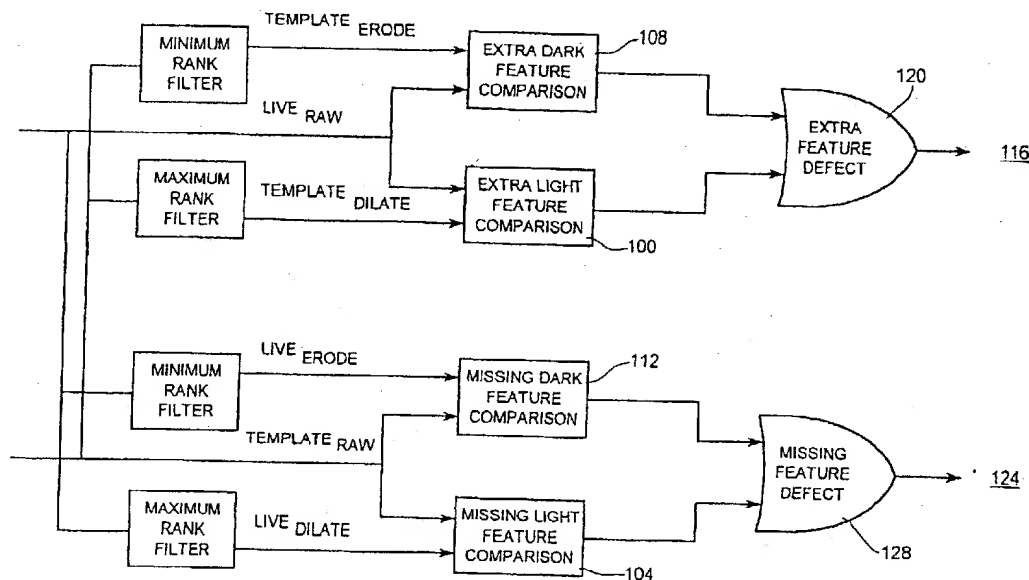 MINIMUM
RANK
FILTER
TEMPLATE ERODE
EXTRA DARK
FEATURE
COMPARISON
108
LIVE RAW
MAXIMUM
RANK
FILTER
TEMPLATE DILATE
EXTRA LIGHT
FEATURE
COMPARISON
100
EXTRA
FEATURE
DEFECT
120
116
MINIMUM
RANK
FILTER
LIVE ERODE
MISSING DARK
FEATURE
COMPARISON
112
TEMPLATE RAW
MAXIMUM
RANK
FILTER
LIVE DILATE
MISSING LIGHT
FEATURE
COMPARISON
104
MISSING
FEATURE
DEFECT
128
124